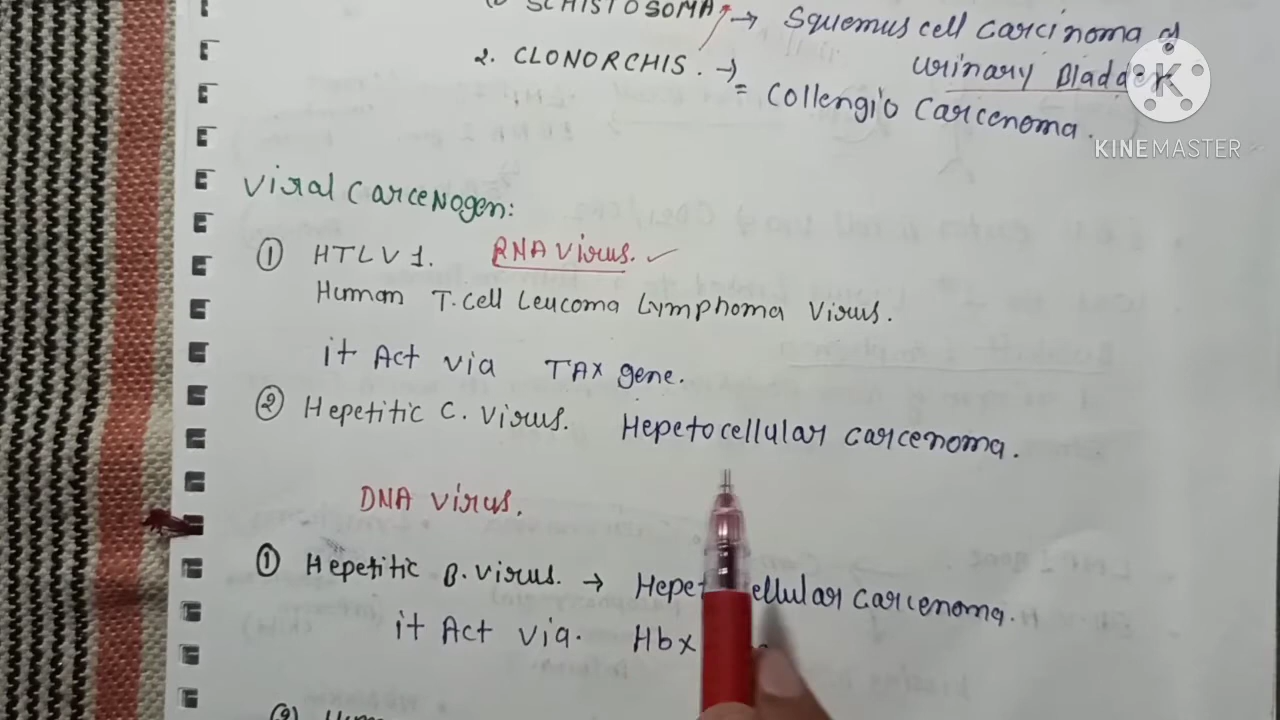 SCHISTOSOMA → Squemus cell carcinoma of
urinary Bladder
2. CLONORCHIS. → = Collengio carcenoma.
K
KINEMASTER
Viral Carcenogen:
① HTLV 1. RNA virus. ✓
Human T.cell Leucoma Lymphoma virus.
it Act via TAX gene.
② Hepetitic C. virus. Hepetocellular carcenoma.
DNA virus.
① Hepetitic B. virus. → Hepetocellular carcenoma.
it Act via. Hbx